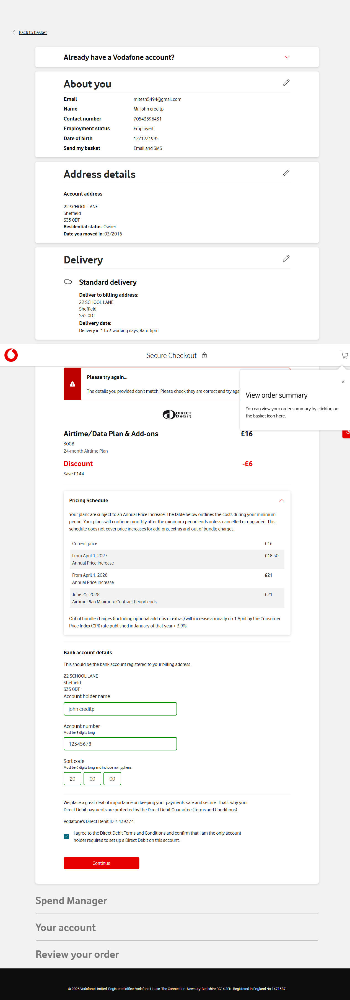 Back to basket
Already have a Vodafone account?
About you
Email mitesh5494@gmail.com
Name Mr. john creditp
Contact number 70543596431
Employment status Employed
Date of birth 12/12/1995
Send my basket Email and SMS
Address details
Account address
22 SCHOOL LANE
Sheffield
S35 0DT
Residential status: Owner
Date you moved in: 03/2016
Delivery
Standard delivery
Deliver to billing address:
22 SCHOOL LANE
Sheffield
S35 0DT
Delivery date:
Delivery in 1 to 3 working days, 8am-6pm
Secure Checkout
Please try again...
The details you provided don't match. Please check they are correct and try
View order summary
You can view your order summary by clicking on
the basket icon here.
DIRECT
Debit
Airtime/Data Plan & Add-ons £16
30GB
24-month Airtime Plan
Discount -£6
Save £144
Pricing Schedule
Your plans are subject to an Annual Price Increase. The table below outlines the costs during your minimum
period. Your plans will continue monthly after the minimum period ends unless cancelled or upgraded. This
schedule does not cover price increases for add-ons, extras and out of bundle charges.
Current price £16
From April 1, 2027 £18.50
Annual Price Increase
From April 1, 2028 £21
Annual Price Increase
June 25, 2028 £21
Airtime Plan Minimum Contract Period ends
Out of bundle charges (including optional add-ons or extras) will increase annually on 1 April by the Consumer
Price Index (CPI) rate published in January of that year + 3.9%.
Bank account details
This should be the bank account registered to your billing address.
22 SCHOOL LANE
Sheffield
S35 0DT
Account holder name
john creditp
Account number
Must be 8 digits long
12345678
Sort code
Must be 6 digits long and include no hyphens
20 00 00
We place a great deal of importance on keeping your payments safe and secure. That's why your
Direct Debit payments are protected by the Direct Debit Guarantee (Terms and Conditions)
Vodafone's Direct Debit ID is 439374.
I agree to the Direct Debit Terms and Conditions and confirm that I am the only account
holder required to set up a Direct Debit on this account.
Continue
Spend Manager
Your account
Review your order
© 2026 Vodafone Limited. Registered office: Vodafone House, The Connection, Newbury, Berkshire RG14 2FN. Registered in England No 1471587.